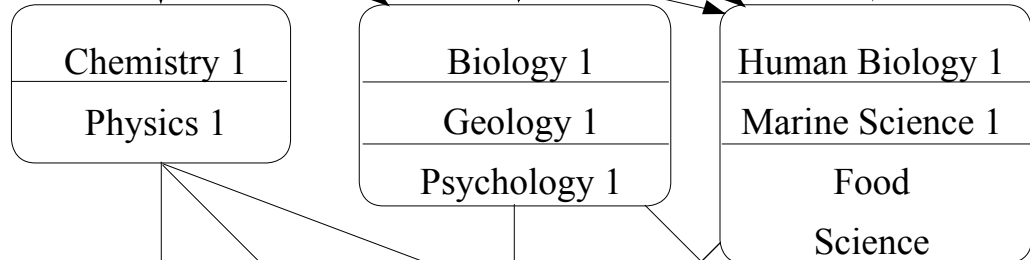 Chemistry 1
Physics 1
Biology 1
Geology 1
Psychology 1
Human Biology 1
Marine Science 1
Food
Science